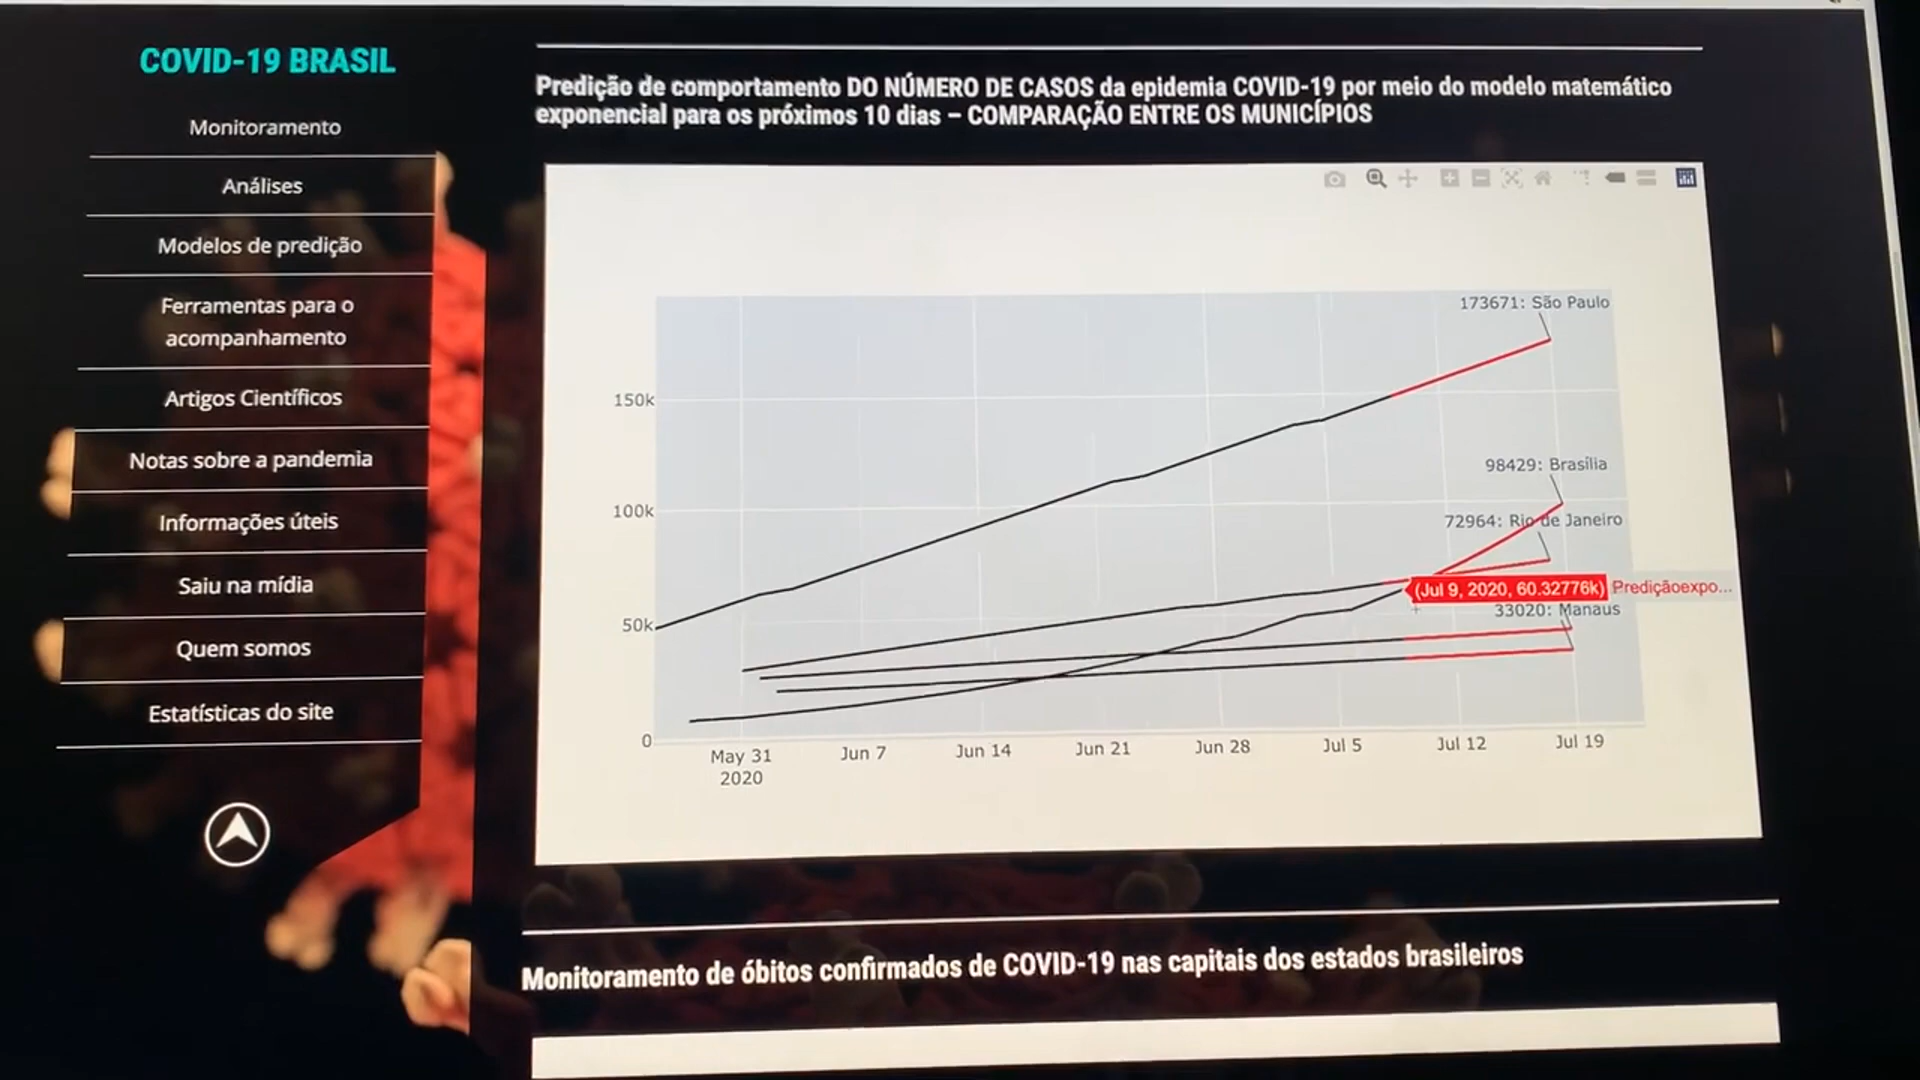 COVID-19 BRASIL
Monitoramento
Análises
Modelos de predição
Ferramentas para o
acompanhamento
Artigos Científicos
Notas sobre a pandemia
Informações úteis
Saiu na mídia
Quem somos
Estatísticas do site
Predição de comportamento DO NÚMERO DE CASOS da epidemia COVID-19 por meio do modelo matemático
exponencial para os próximos 10 dias – COMPARAÇÃO ENTRE OS MUNICÍPIOS
173671: São Paulo
150k
98429: Brasília
100k
72964: Rio de Janeiro
(Jul 9, 2020, 60.32776k) Prediçãoexpo...
33020: Manaus
50k
0
May 31 Jun 7 Jun 14 Jun 21 Jun 28 Jul 5 Jul 12 Jul 19
2020
Monitoramento de óbitos confirmados de COVID-19 nas capitais dos estados brasileiros